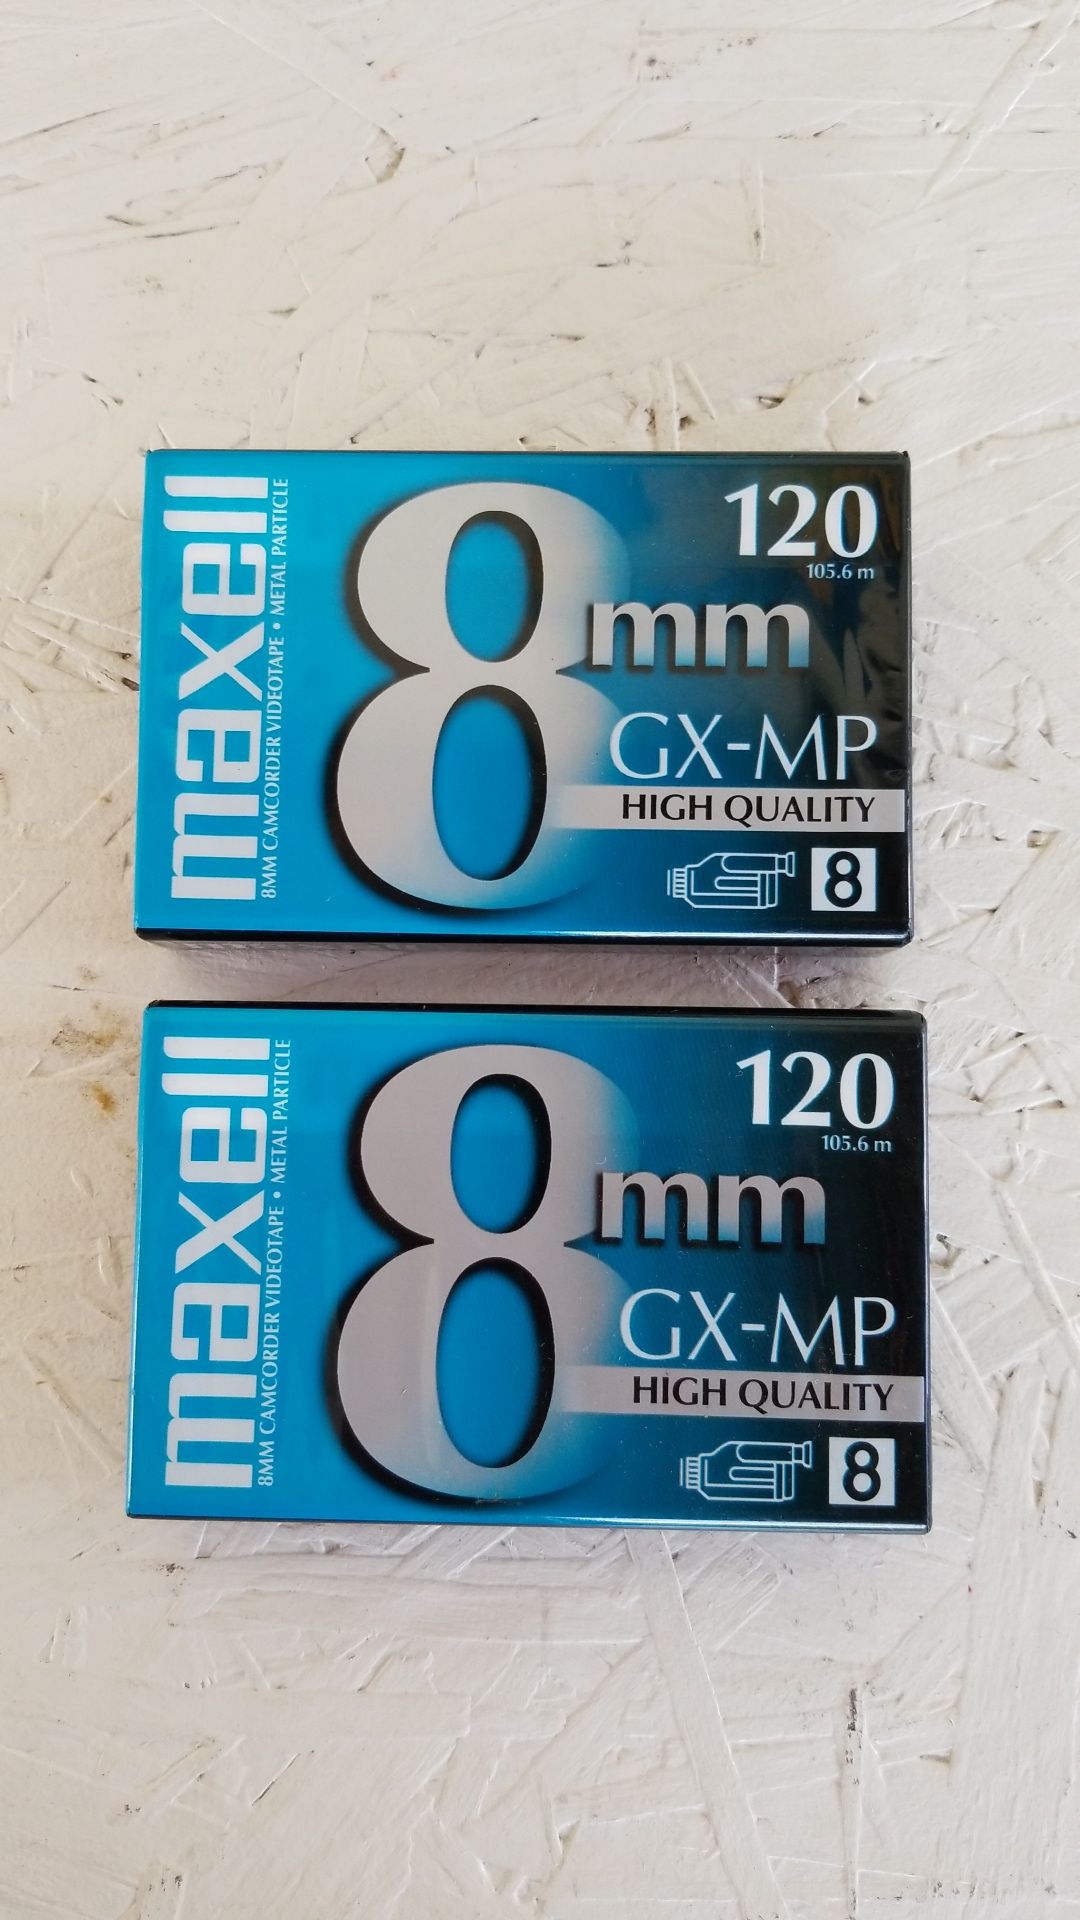 maxell
8MM CAMCORDER VIDEOTAPE • METAL PARTICLE
8mm
120
105.6 m
GX-MP
HIGH QUALITY
8
maxell
8MM CAMCORDER VIDEOTAPE • METAL PARTICLE
8mm
120
105.6 m
GX-MP
HIGH QUALITY
8